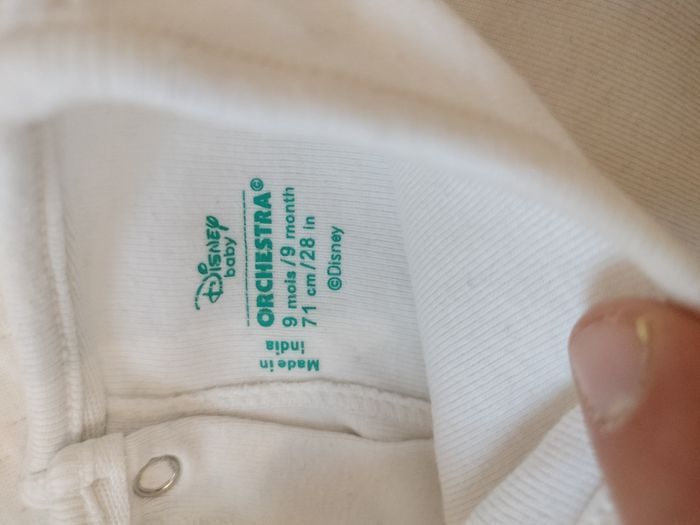 Disney
baby
ORCHESTRA©
9 mois/9 month
71 cm/28 in
©Disney
Made in
india